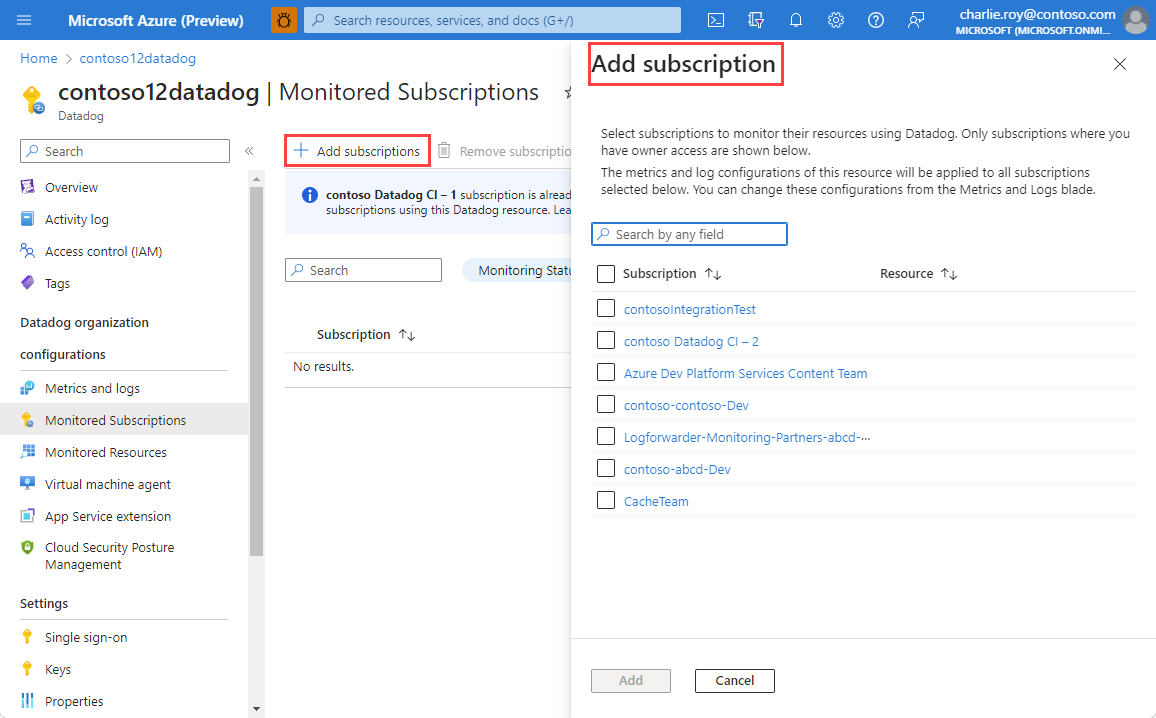 Microsoft Azure (Preview)
Search resources, services, and docs (G+/)
charlie.roy@contoso.com
MICROSOFT (MICROSOFT.ONMI...
Home > contoso12datadog
contoso12datadog | Monitored Subscriptions
Datadog
Search
Overview
Activity log
Access control (IAM)
Tags
Datadog organization
configurations
Metrics and logs
Monitored Subscriptions
Monitored Resources
Virtual machine agent
App Service extension
Cloud Security Posture
Management
Settings
Single sign-on
Keys
Properties
Add subscriptions
Remove subscriptio
contoso Datadog CI – 1 subscription is alread
subscriptions using this Datadog resource. Lea
Search
Monitoring Statu
Subscription
No results.
Add subscription
Select subscriptions to monitor their resources using Datadog. Only subscriptions where you
have owner access are shown below.
The metrics and log configurations of this resource will be applied to all subscriptions
selected below. You can change these configurations from the Metrics and Logs blade.
Search by any field
Subscription Resource
contosoIntegrationTest
contoso Datadog CI – 2
Azure Dev Platform Services Content Team
contoso-contoso-Dev
Logforwarder-Monitoring-Partners-abcd-...
contoso-abcd-Dev
CacheTeam
Add
Cancel